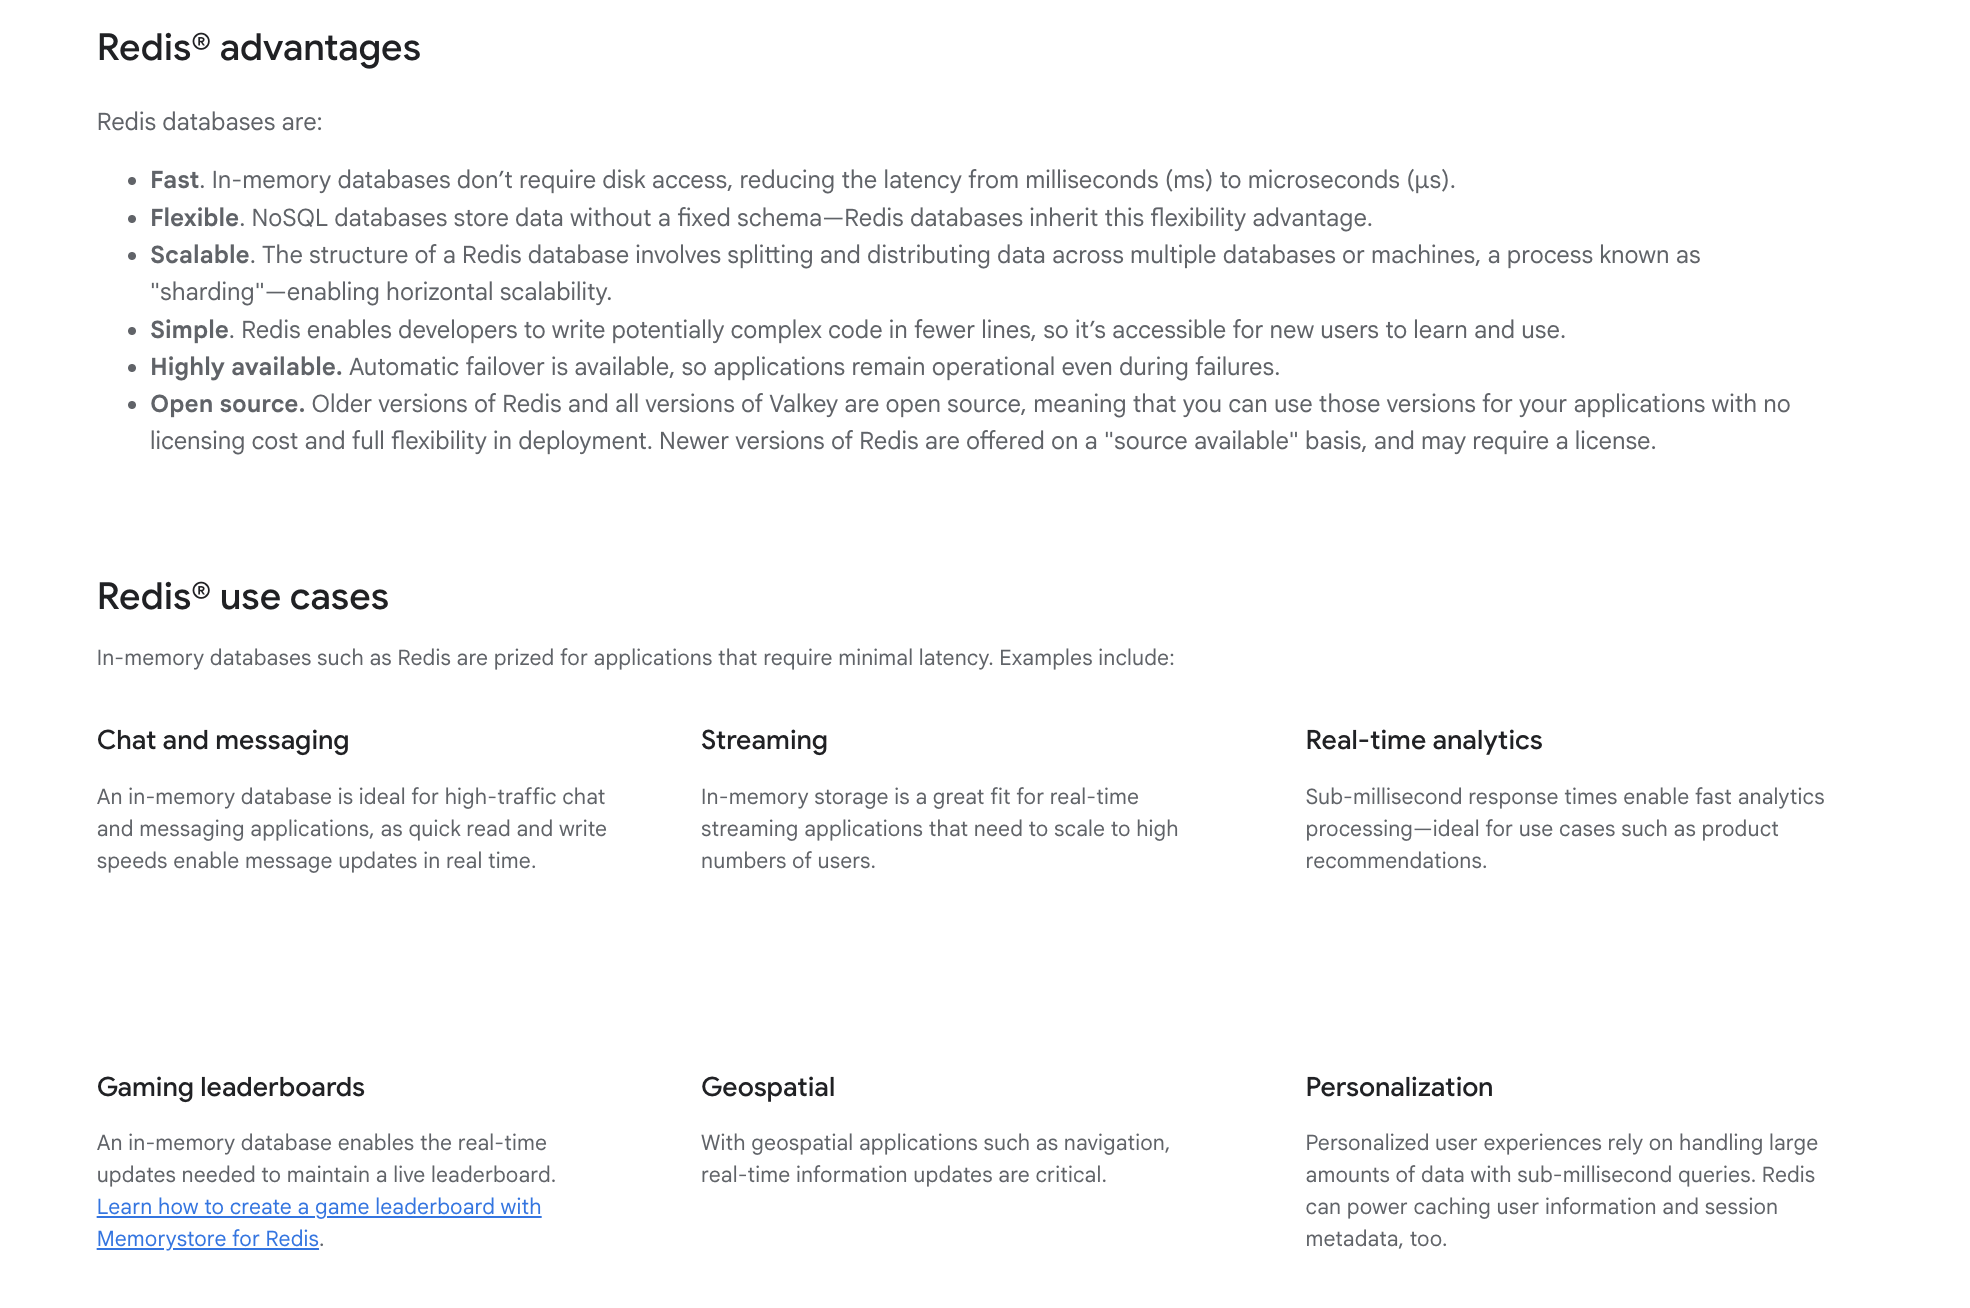 Redis® advantages
Redis databases are:
• Fast. In-memory databases don’t require disk access, reducing the latency from milliseconds (ms) to microseconds (μs).
• Flexible. NoSQL databases store data without a fixed schema—Redis databases inherit this flexibility advantage.
• Scalable. The structure of a Redis database involves splitting and distributing data across multiple databases or machines, a process known as
"sharding"—enabling horizontal scalability.
• Simple. Redis enables developers to write potentially complex code in fewer lines, so it’s accessible for new users to learn and use.
• Highly available. Automatic failover is available, so applications remain operational even during failures.
• Open source. Older versions of Redis and all versions of Valkey are open source, meaning that you can use those versions for your applications with no
licensing cost and full flexibility in deployment. Newer versions of Redis are offered on a "source available" basis, and may require a license.
Redis® use cases
In-memory databases such as Redis are prized for applications that require minimal latency. Examples include:
Chat and messaging
An in-memory database is ideal for high-traffic chat
and messaging applications, as quick read and write
speeds enable message updates in real time.
Streaming
In-memory storage is a great fit for real-time
streaming applications that need to scale to high
numbers of users.
Real-time analytics
Sub-millisecond response times enable fast analytics
processing—ideal for use cases such as product
recommendations.
Gaming leaderboards
An in-memory database enables the real-time
updates needed to maintain a live leaderboard.
Learn how to create a game leaderboard with
Memorystore for Redis.
Geospatial
With geospatial applications such as navigation,
real-time information updates are critical.
Personalization
Personalized user experiences rely on handling large
amounts of data with sub-millisecond queries. Redis
can power caching user information and session
metadata, too.